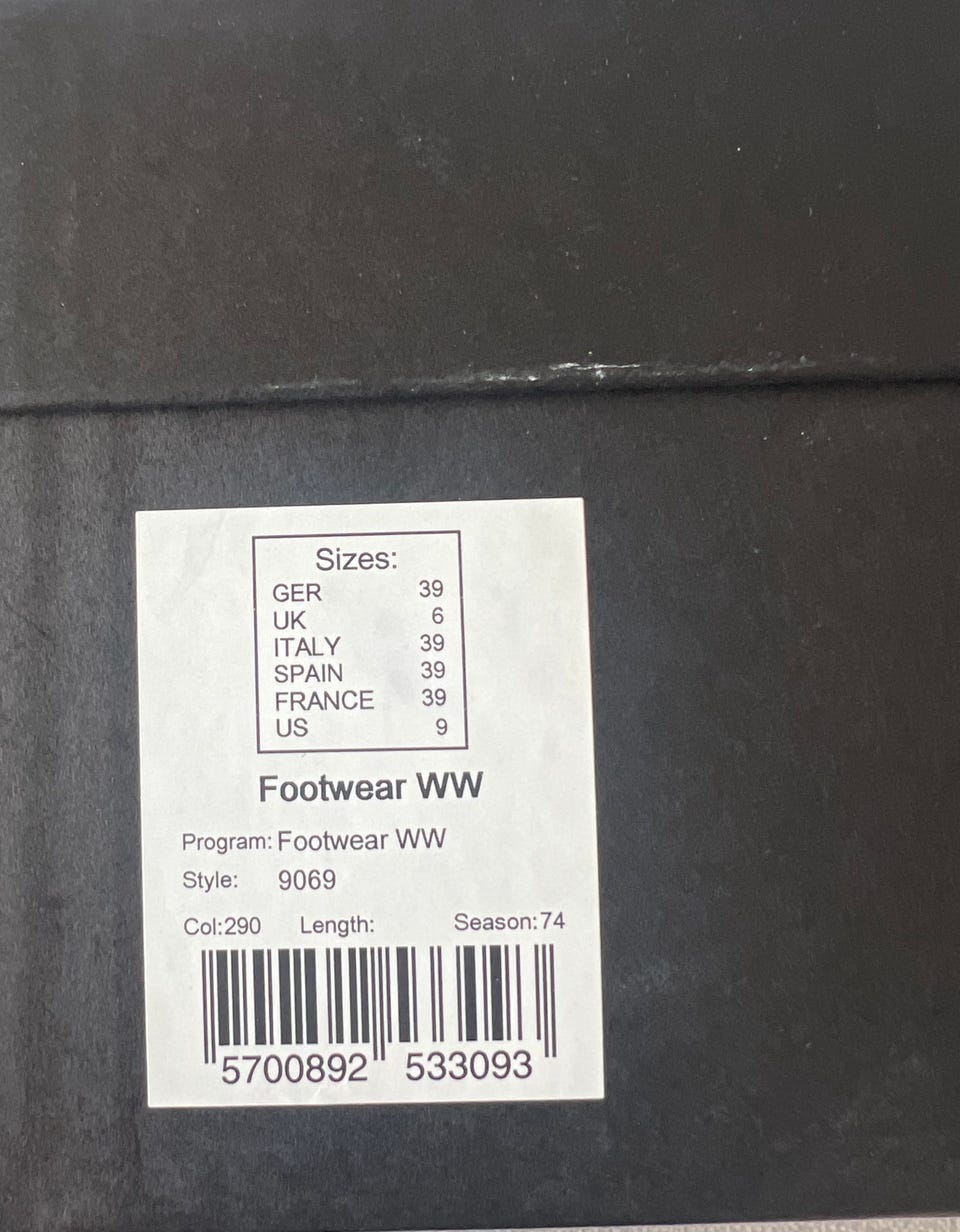 Sizes:
GER 39
UK 6
ITALY 39
SPAIN 39
FRANCE 39
US 9
Footwear WW
Program: Footwear WW
Style: 9069
Col:290 Length: Season:74
5700892 533093